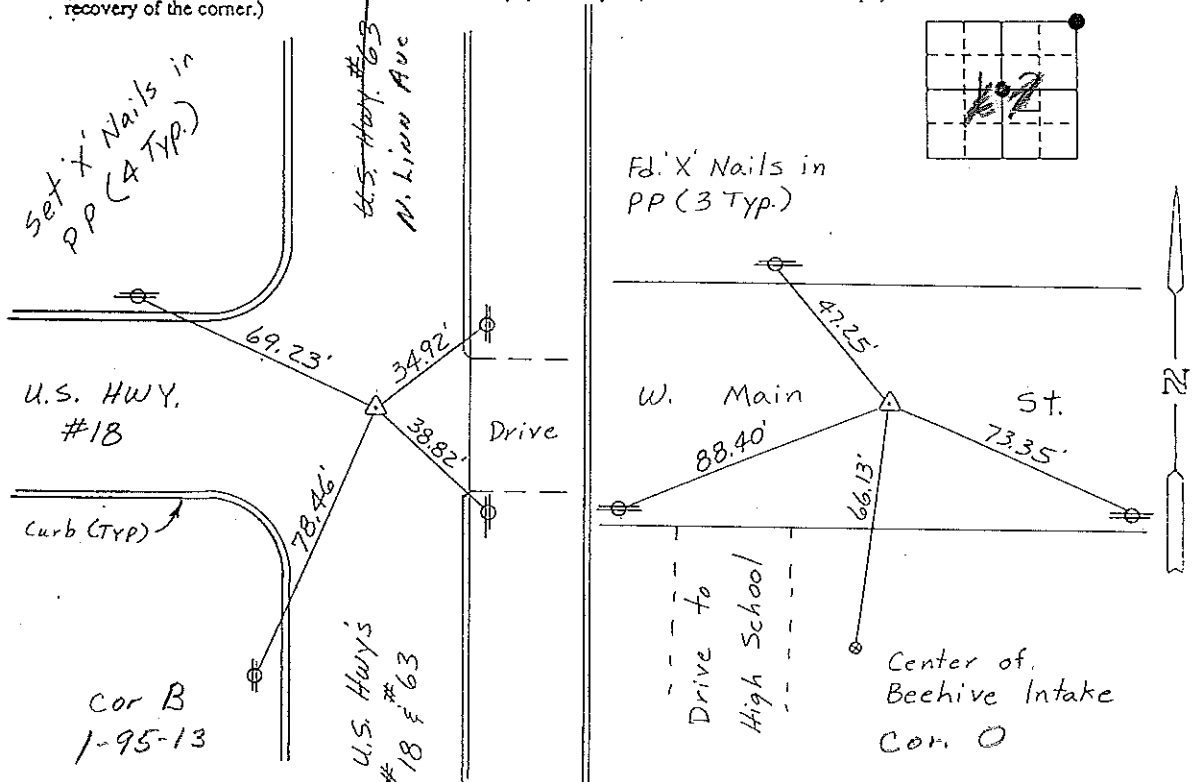 recovery of the corner.)
set 'X' Nails in
PP (4 Typ.)
U.S. Hwy. #63
N. Linn Ave
69.23'
34.92'
U.S. HWY.
#18
38.82'
Drive
78.46'
Curb (Typ)
Cor B
1-95-13
U.S. Hwy's
#18 & #63
Fd. 'X' Nails in
PP (3 Typ.)
47.25'
W. Main St.
88.40'
73.35'
66.13'
Drive to
High School
Center of
Beehive Intake
Cor. O
N